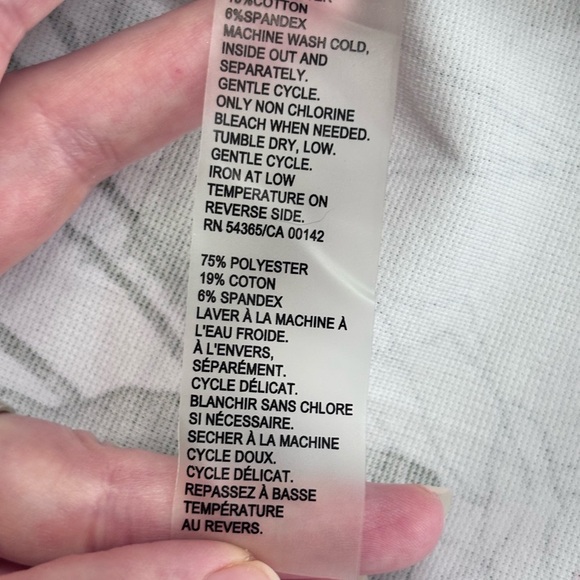 COTTON
6%SPANDEX
MACHINE WASH COLD,
INSIDE OUT AND
SEPARATELY.
GENTLE CYCLE.
ONLY NON CHLORINE
BLEACH WHEN NEEDED.
TUMBLE DRY, LOW.
GENTLE CYCLE.
IRON AT LOW
TEMPERATURE ON
REVERSE SIDE.
RN 54365/CA 00142
75% POLYESTER
19% COTON
6% SPANDEX
LAVER À LA MACHINE À
L'EAU FROIDE.
À L'ENVERS,
SÉPARÉMENT.
CYCLE DÉLICAT.
BLANCHIR SANS CHLORE
SI NÉCESSAIRE.
SECHER À LA MACHINE
CYCLE DOUX.
CYCLE DÉLICAT.
REPASSEZ À BASSE
TEMPÉRATURE
AU REVERS.